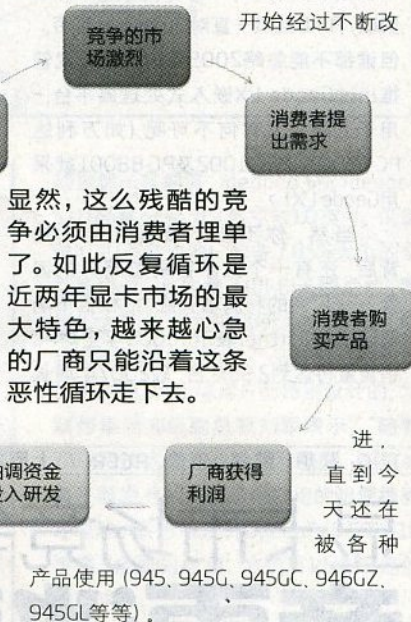 开始经过不断改
竞争的市
场激烈
消费者提
出需求
显然，这么残酷的竞
争必须由消费者埋单
了。如此反复循环是
近两年显卡市场的最
大特色，越来越心急
的厂商只能沿着这条
恶性循环走下去。
消费者购
买产品
厂商获得
利润
调资金
投入研发
进，
直到今
天还在
被各种
产品使用（945、945G、945GC、946GZ、
945GL等等）。